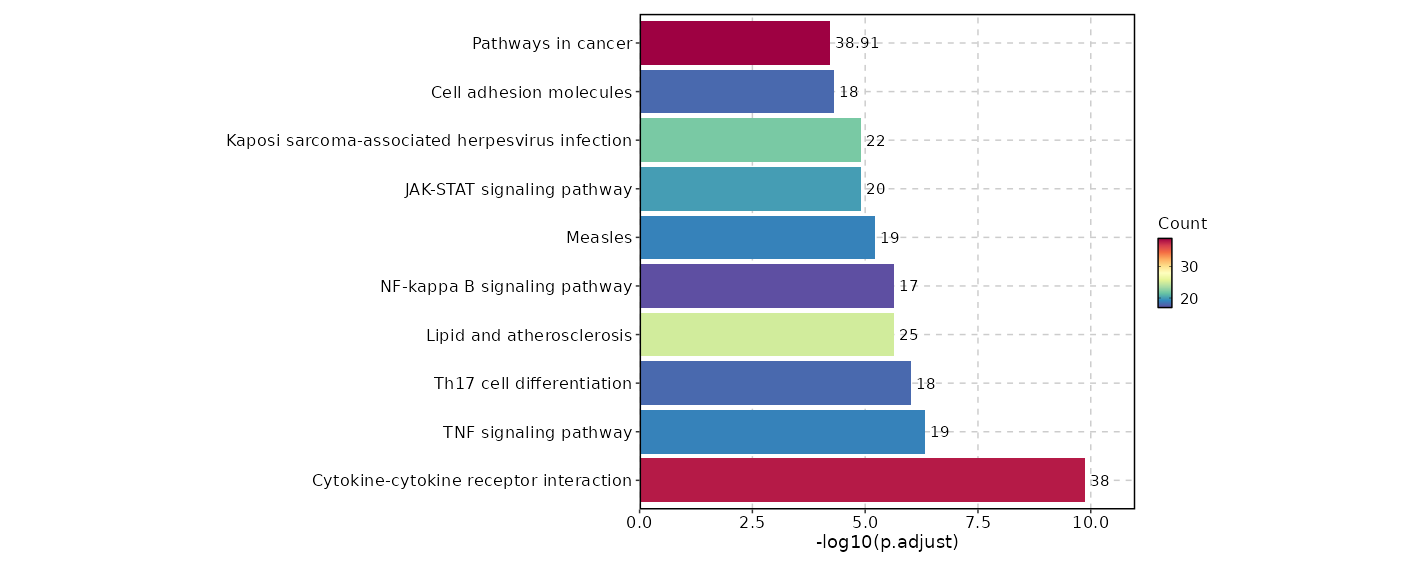 Pathways in cancer 38.91
Cell adhesion molecules 18
Kaposi sarcoma-associated herpesvirus infection 22
JAK-STAT signaling pathway 20
Measles 19
NF-kappa B signaling pathway 17
Lipid and atherosclerosis 25
Th17 cell differentiation 18
TNF signaling pathway 19
Cytokine-cytokine receptor interaction 38
0.0 2.5 5.0 7.5 10.0
-log10(p.adjust)
Count
30
20